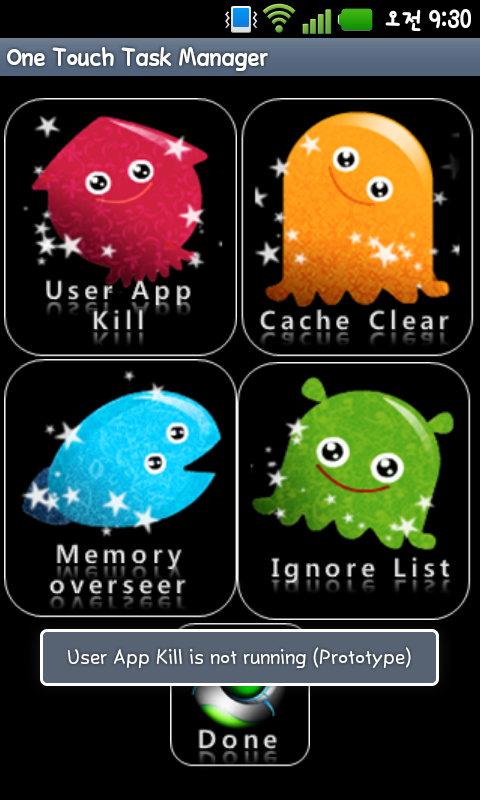 오전 9:30
One Touch Task Manager
User App
Kill
Cache Clear
Memory
overseer
Ignore List
User App Kill is not running (Prototype)
Done